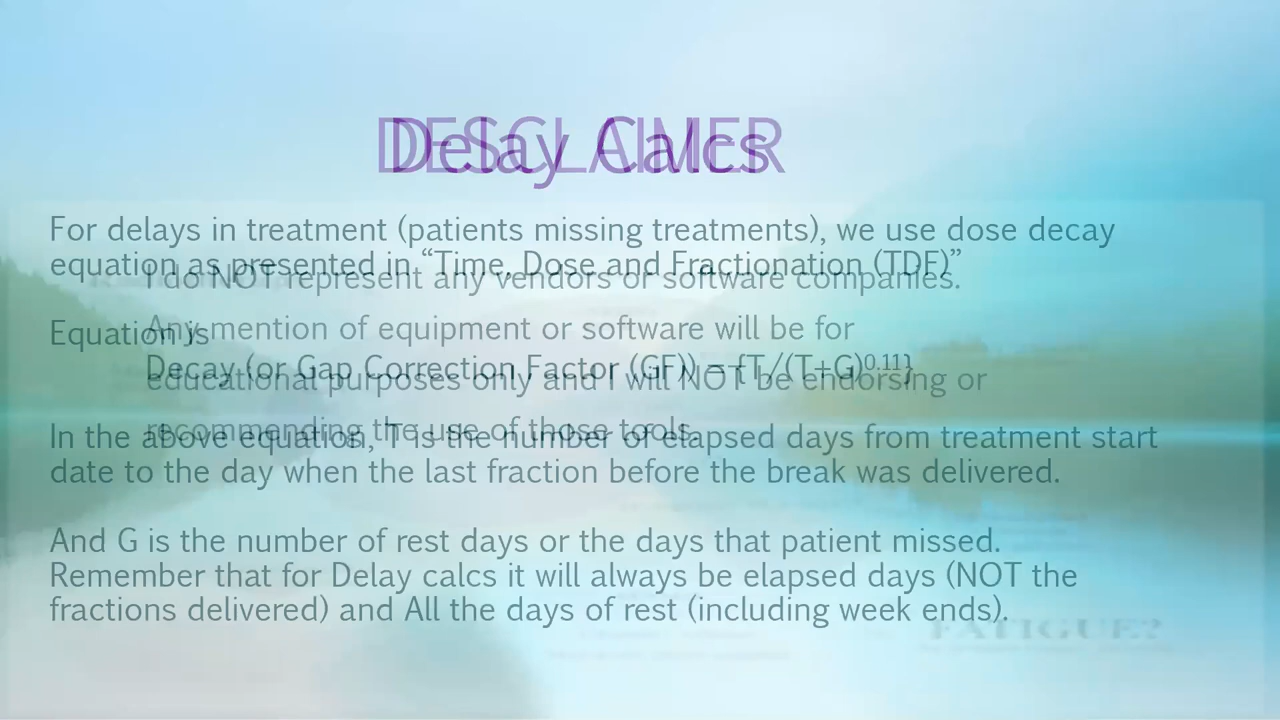 DESCLAIMER
Delay Calcs
For delays in treatment (patients missing treatments), we use dose decay
equation as presented in “Time, Dose and Fractionation (TDF)”
I do NOT represent any vendors or software companies.
Any mention of equipment or software will be for
Equation is
Decay (or Gap Correction Factor (GF)) = {T/(T+G)^0.11}
educational purposes only and I will NOT be endorsing or
recommending the use of those tools.
In the above equation, T is the number of elapsed days from treatment start
date to the day when the last fraction before the break was delivered.
And G is the number of rest days or the days that patient missed.
Remember that for Delay calcs it will always be elapsed days (NOT the
fractions delivered) and All the days of rest (including week ends).
FATIGUE?